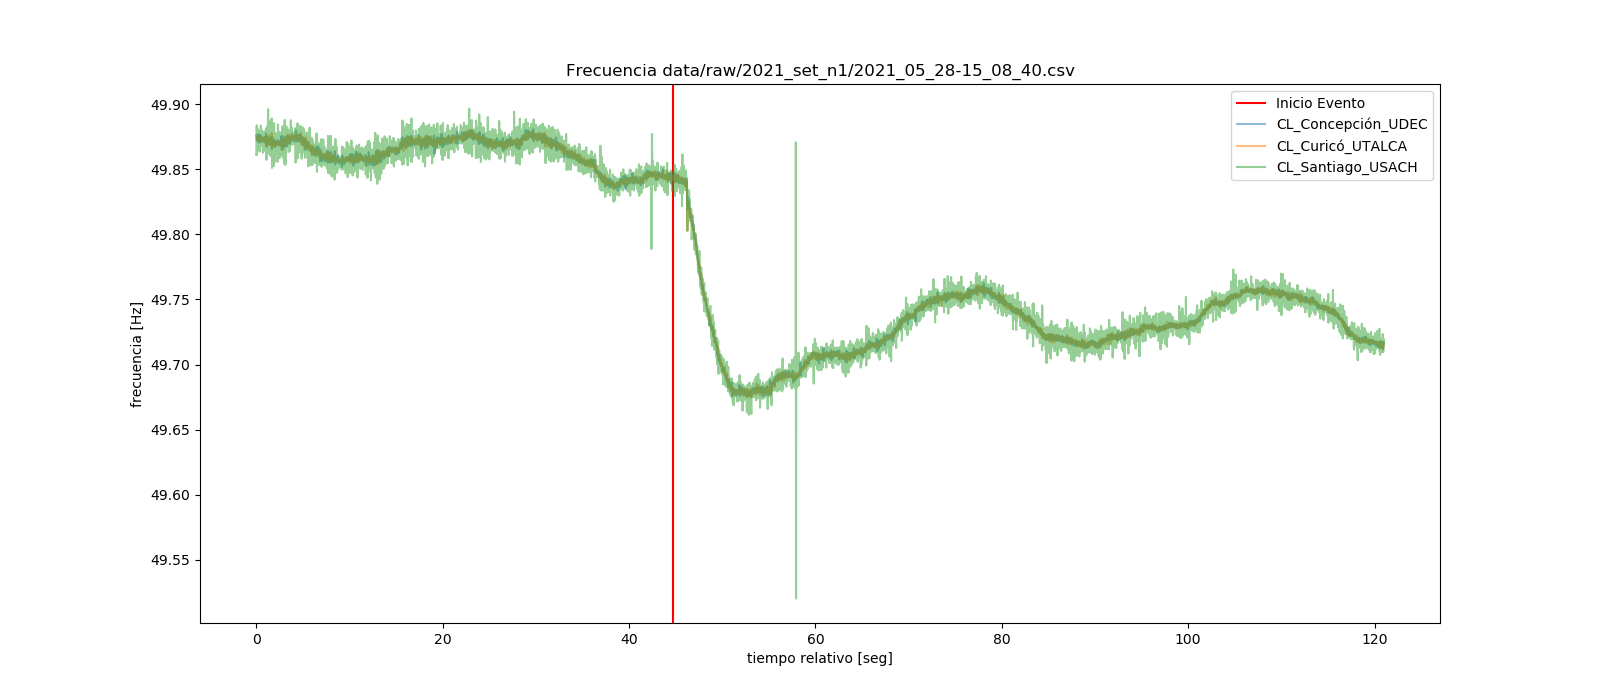 Frecuencia data/raw/2021_set_n1/2021_05_28-15_08_40.csv
Inicio Evento
CL_Concepción_UDEC
CL_Curicó_UTALCA
CL_Santiago_USACH
frecuencia [Hz]
49.90
49.85
49.80
49.75
49.70
49.65
49.60
49.55
0 20 40 60 80 100 120
tiempo relativo [seg]